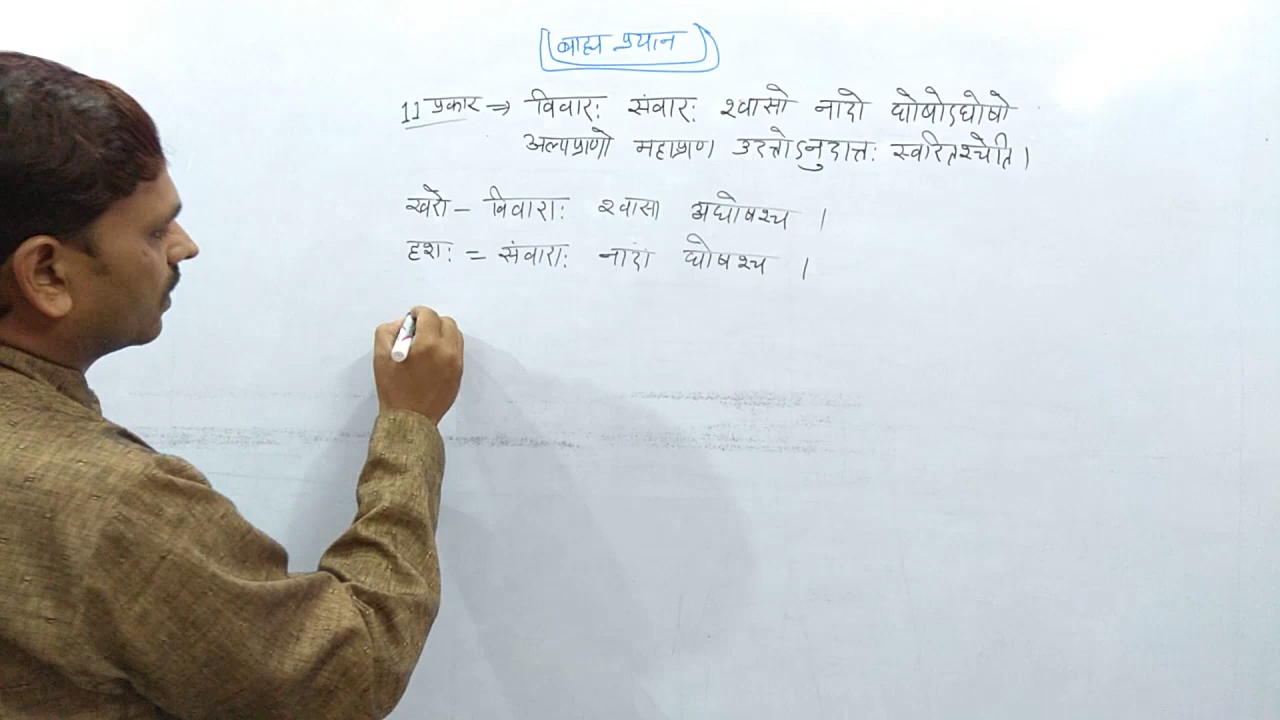 बाह्य प्रयत्न
11 प्रकार ⇒ विवारः संवारः श्वासो नादो घोषोऽघोषो
अल्पप्राणो महाप्राण उदात्तोऽनुदात्तः स्वरितश्चेति।
खरो - विवाराः श्वासा अघोषश्च ।
हशः = संवाराः नादा घोषश्च ।